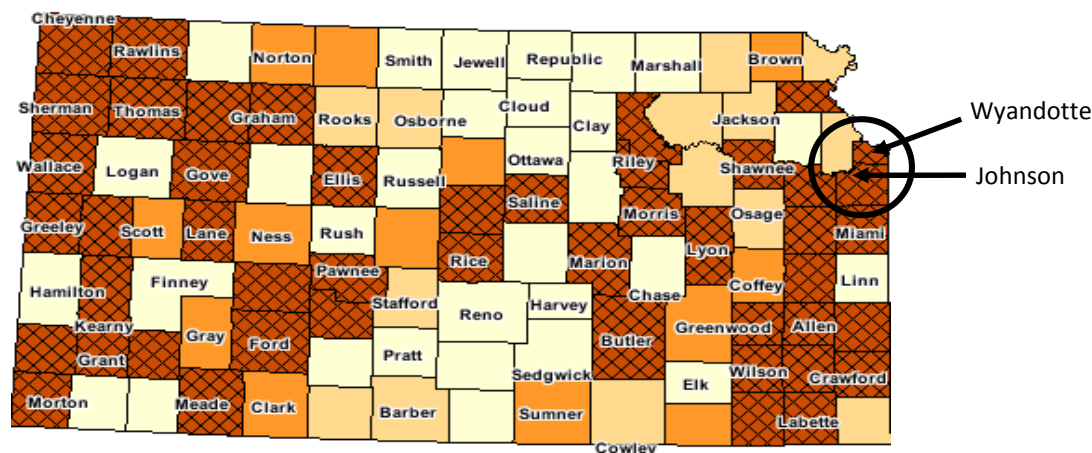 Cheyenne
Rawlins
Norton
Smith
Jewell
Republic
Marshall
Brown
Sherman
Thomas
Graham
Rooks
Osborne
Cloud
Clay
Jackson
Wyandotte
Wallace
Logan
Gove
Ellis
Russell
Ottawa
Riley
Shawnee
Johnson
Saline
Morris
Osage
Greeley
Scott
Lane
Ness
Rush
Rice
Marion
Lyon
Miami
Hamilton
Finney
Pawnee
Stafford
Harvey
Chase
Coffey
Linn
Kearny
Gray
Ford
Reno
Greenwood
Allen
Grant
Pratt
Butler
Sedgwick
Elk
Wilson
Crawford
Morton
Meade
Clark
Barber
Sumner
Cowley
Labette